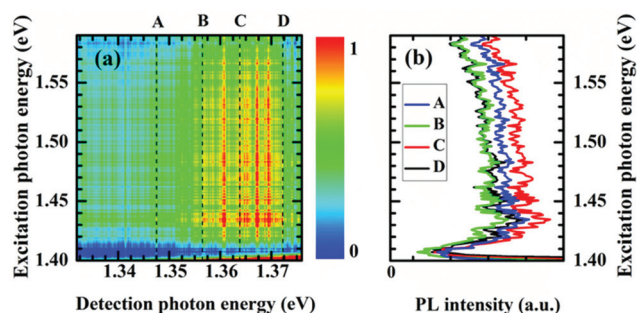 A B C D
(a)
1
0
Excitation photon energy (eV)
1.55
1.50
1.45
1.40
1.34 1.35 1.36 1.37
Detection photon energy (eV)
(b)
A
B
C
D
0
PL intensity (a.u.)
1.55
1.50
1.45
1.40
Excitation photon energy (eV)